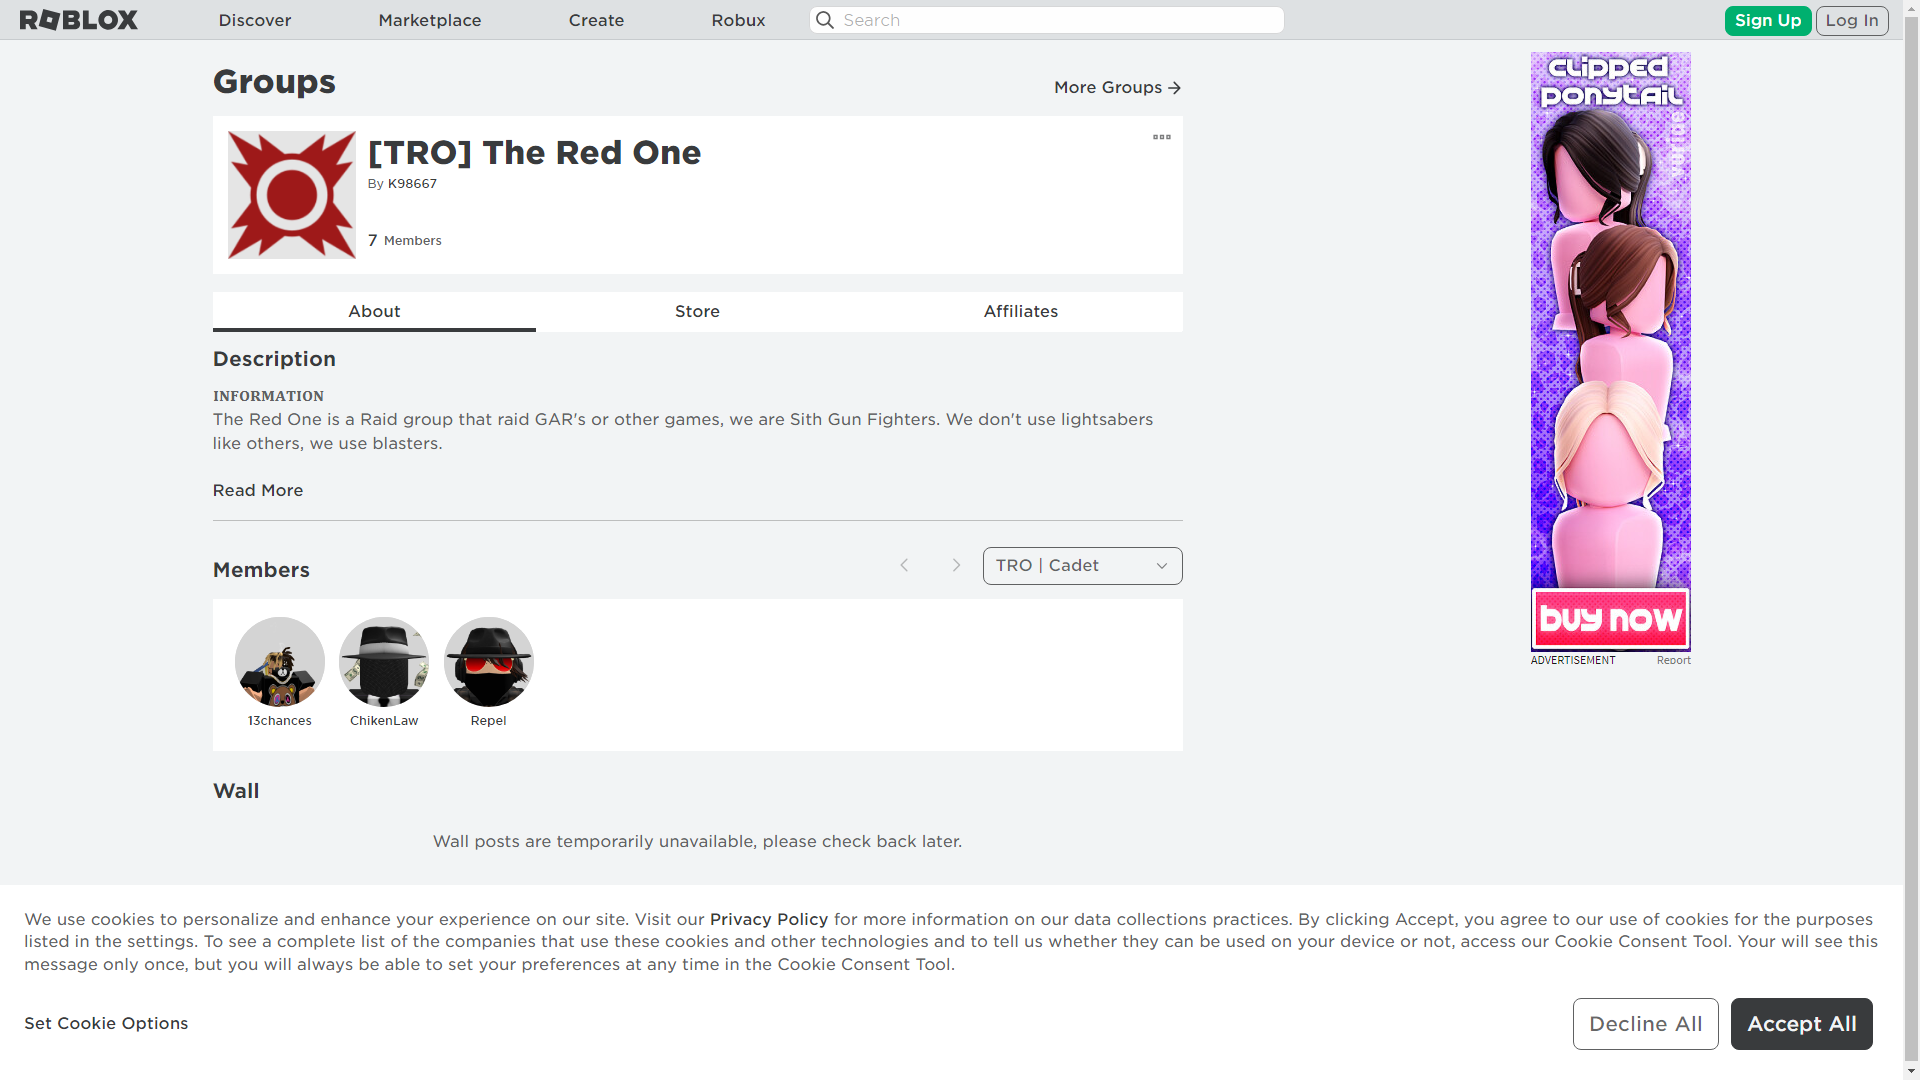 ROBLOX
Discover
Marketplace
Create
Robux
Search
Sign Up
Log In
Groups
More Groups
[TRO] The Red One
By K98667
7 Members
About
Store
Affiliates
Description
INFORMATION
The Red One is a Raid group that raid GAR's or other games, we are Sith Gun Fighters. We don't use lightsabers
like others, we use blasters.
Read More
Members
TRO | Cadet
13chances
ChikenLaw
Repel
Wall
Wall posts are temporarily unavailable, please check back later.
clipped
ponytail
buy now
ADVERTISEMENT
Report
We use cookies to personalize and enhance your experience on our site. Visit our Privacy Policy for more information on our data collections practices. By clicking Accept, you agree to our use of cookies for the purposes
listed in the settings. To see a complete list of the companies that use these cookies and other technologies and to tell us whether they can be used on your device or not, access our Cookie Consent Tool. Your will see this
message only once, but you will always be able to set your preferences at any time in the Cookie Consent Tool.
Set Cookie Options
Decline All
Accept All